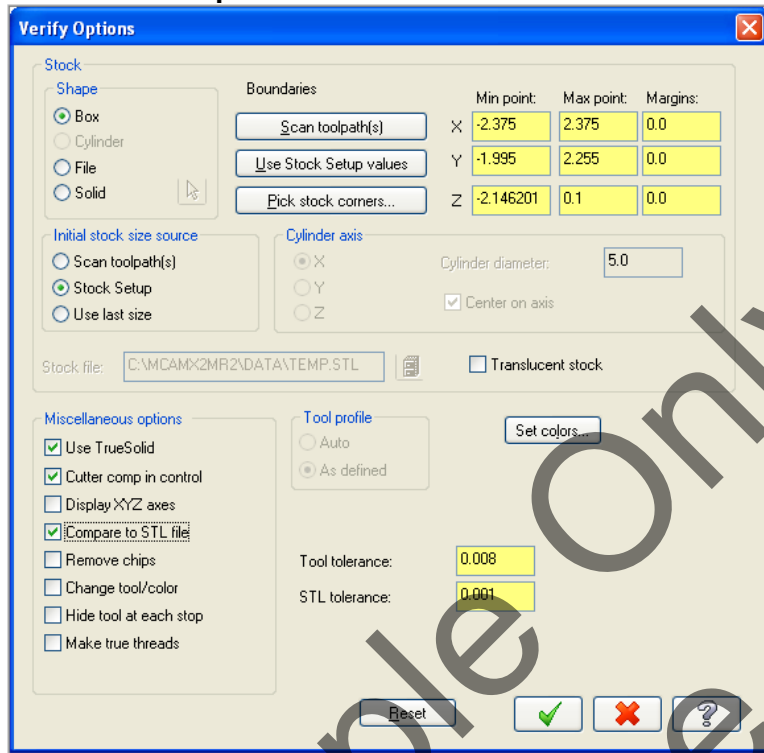 Verify Options
Stock
Shape
Box
Cylinder
File
Solid
Boundaries
Scan toolpath(s)
Use Stock Setup values
Pick stock corners...
Min point: Max point: Margins:
X -2.375 2.375 0.0
Y -1.995 2.255 0.0
Z -2.146201 0.1 0.0
Initial stock size source
Scan toolpath(s)
Stock Setup
Use last size
Cylinder axis
X
Y
Z
Cylinder diameter: 5.0
Center on axis
Stock file: C:\MCAMX2MR2\DATA\TEMP.STL
Translucent stock
Miscellaneous options
Use TrueSolid
Cutter comp in control
Display XYZ axes
Compare to STL file
Remove chips
Change tool/color
Hide tool at each stop
Make true threads
Tool profile
Auto
As defined
Set colors...
Tool tolerance: 0.008
STL tolerance: 0.001
Reset
?